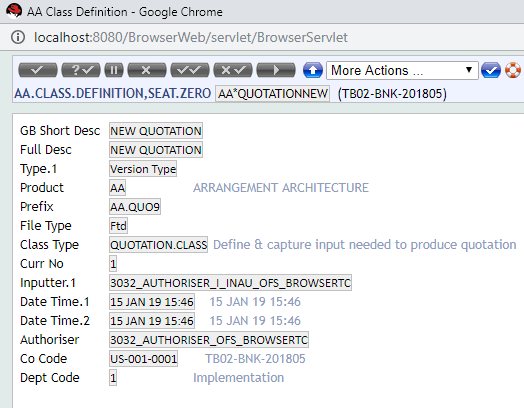 AA Class Definition - Google Chrome
localhost:8080/BrowserWeb/servlet/BrowserServlet
More Actions ...
AA.CLASS.DEFINITION,SEAT.ZERO AA*QUOTATIONNEW (TB02-BNK-201805)
GB Short Desc NEW QUOTATION
Full Desc NEW QUOTATION
Type.1 Version Type
Product AA ARRANGEMENT ARCHITECTURE
Prefix AA.QUO9
File Type Ftd
Class Type QUOTATION.CLASS Define & capture input needed to produce quotation
Curr No 1
Inputter.1 3032_AUTHORISER_I_INAU_OFS_BROWSERTC
Date Time.1 15 JAN 19 15:46 15 JAN 19 15:46
Date Time.2 15 JAN 19 15:46 15 JAN 19 15:46
Authoriser 3032_AUTHORISER_OFS_BROWSERTC
Co Code US-001-0001 TB02-BNK-201805
Dept Code 1 Implementation